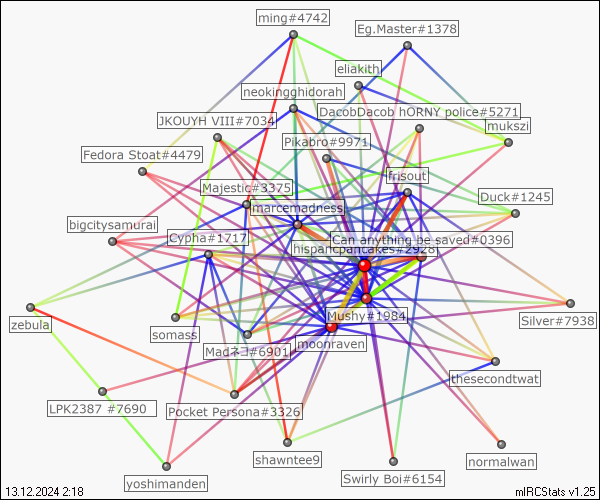 ming#4742
Eg.Master#1378
eliakith
neokingghidorah
DacobDacob hORNY police#5271
JKOUYH VIII#7034
mukszi
Pikabro#9971
Fedora Stoat#4479
frisout
Majestic#3375
Duck#1245
marcemadness
bigcitysamurai
Cypha#1717
Can anything be saved#0396
hispancpancakes#2928
zebula
somass
Mushy#1984
Silver#7938
moonraven
Madネコ#6901
thesecondtwat
LPK2387 #7690
Pocket Persona#3326
shawntee9
normalwan
Swirly Boi#6154
yoshimanden
13.12.2024 2:18
mIRCStats v1.25